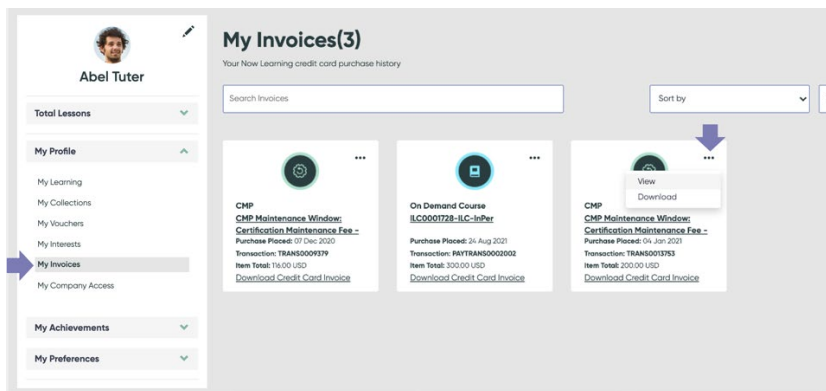 Abel Tuter
Total Lessons
My Profile
My Learning
My Collections
My Vouchers
My Interests
My Invoices
My Company Access
My Achievements
My Preferences
My Invoices(3)
Your Now Learning credit card purchase history
Search Invoices
Sort by
CMP
CMP Maintenance Window:
Certification Maintenance Fee -
Purchase Placed: 07 Dec 2020
Transaction: TRANS0009379
Item Total: 116.00 USD
Download Credit Card Invoice
On Demand Course
ILC0001728-ILC-InPer
Purchase Placed: 24 Aug 2021
Transaction: PAYTRANS0002002
Item Total: 300.00 USD
Download Credit Card Invoice
View
Download
CMP
CMP Maintenance Window:
Certification Maintenance Fee -
Purchase Placed: 04 Jan 2021
Transaction: TRANS0013753
Item Total: 200.00 USD
Download Credit Card Invoice